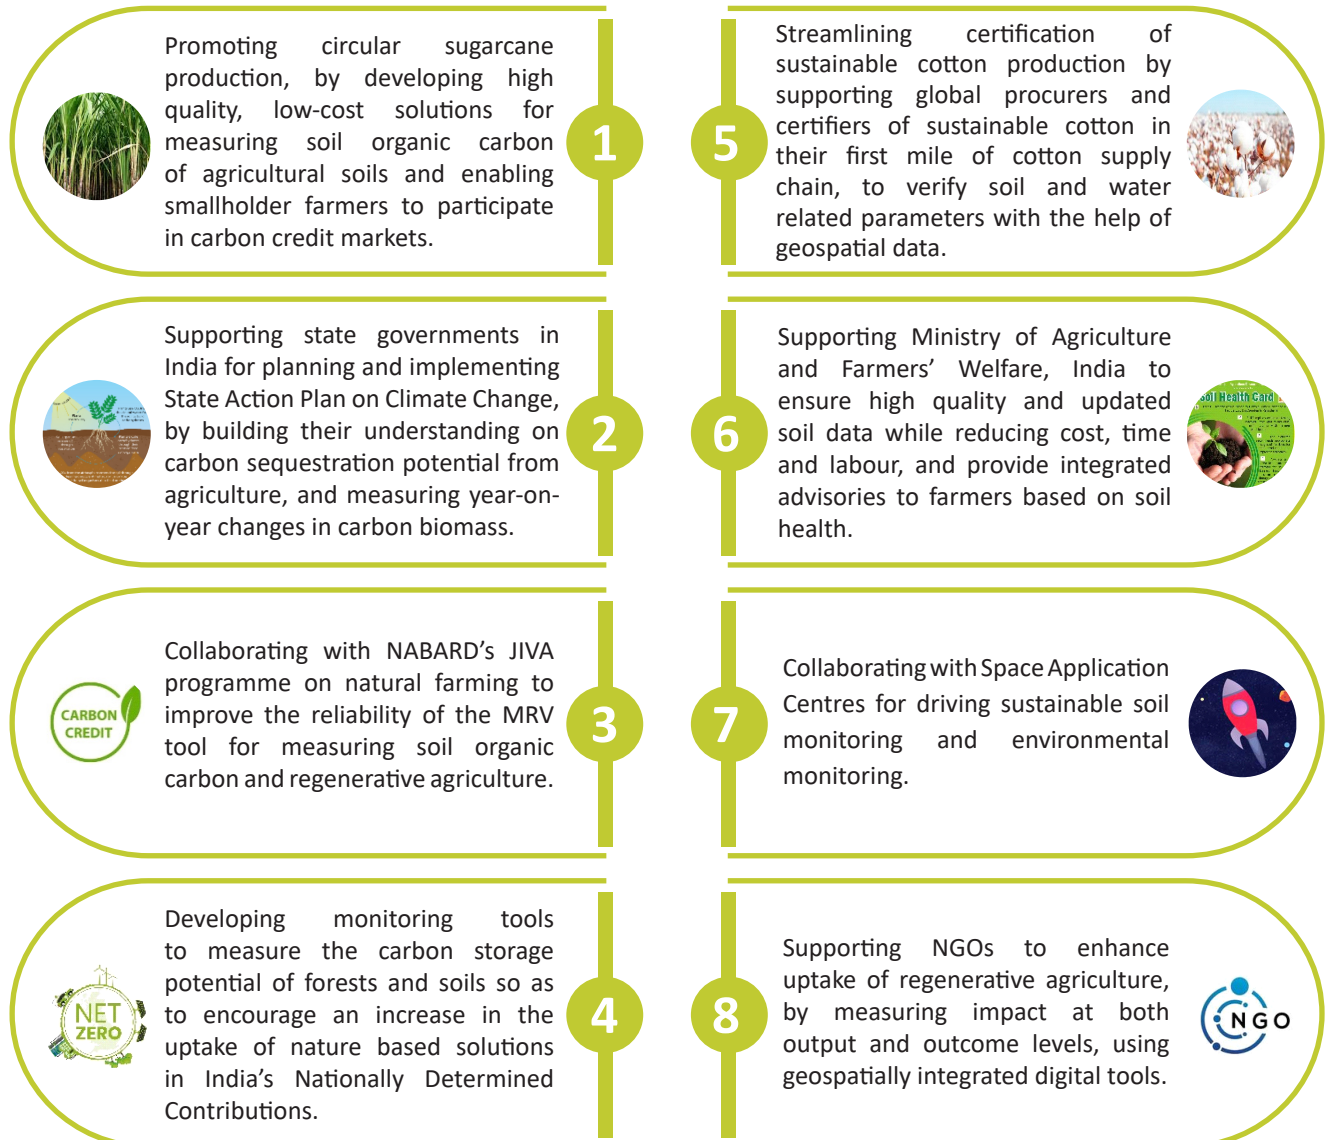 Promoting circular sugarcane
production, by developing high
quality, low-cost solutions for
measuring soil organic carbon
of agricultural soils and enabling
smallholder farmers to participate
in carbon credit markets.
1
Supporting state governments in
India for planning and implementing
State Action Plan on Climate Change,
by building their understanding on
carbon sequestration potential from
agriculture, and measuring year-on-
year changes in carbon biomass.
2
CARBON
CREDIT
Collaborating with NABARD’s JIVA
programme on natural farming to
improve the reliability of the MRV
tool for measuring soil organic
carbon and regenerative agriculture.
3
NET
ZERO
Developing monitoring tools
to measure the carbon storage
potential of forests and soils so as
to encourage an increase in the
uptake of nature based solutions
in India’s Nationally Determined
Contributions.
4
5
Streamlining certification of
sustainable cotton production by
supporting global procurers and
certifiers of sustainable cotton in
their first mile of cotton supply
chain, to verify soil and water
related parameters with the help of
geospatial data.
6
Supporting Ministry of Agriculture
and Farmers’ Welfare, India to
ensure high quality and updated
soil data while reducing cost, time
and labour, and provide integrated
advisories to farmers based on soil
health.
Soil Health Card
7
Collaborating with Space Application
Centres for driving sustainable soil
monitoring and environmental
monitoring.
8
Supporting NGOs to enhance
uptake of regenerative agriculture,
by measuring impact at both
output and outcome levels, using
geospatially integrated digital tools.
NGO